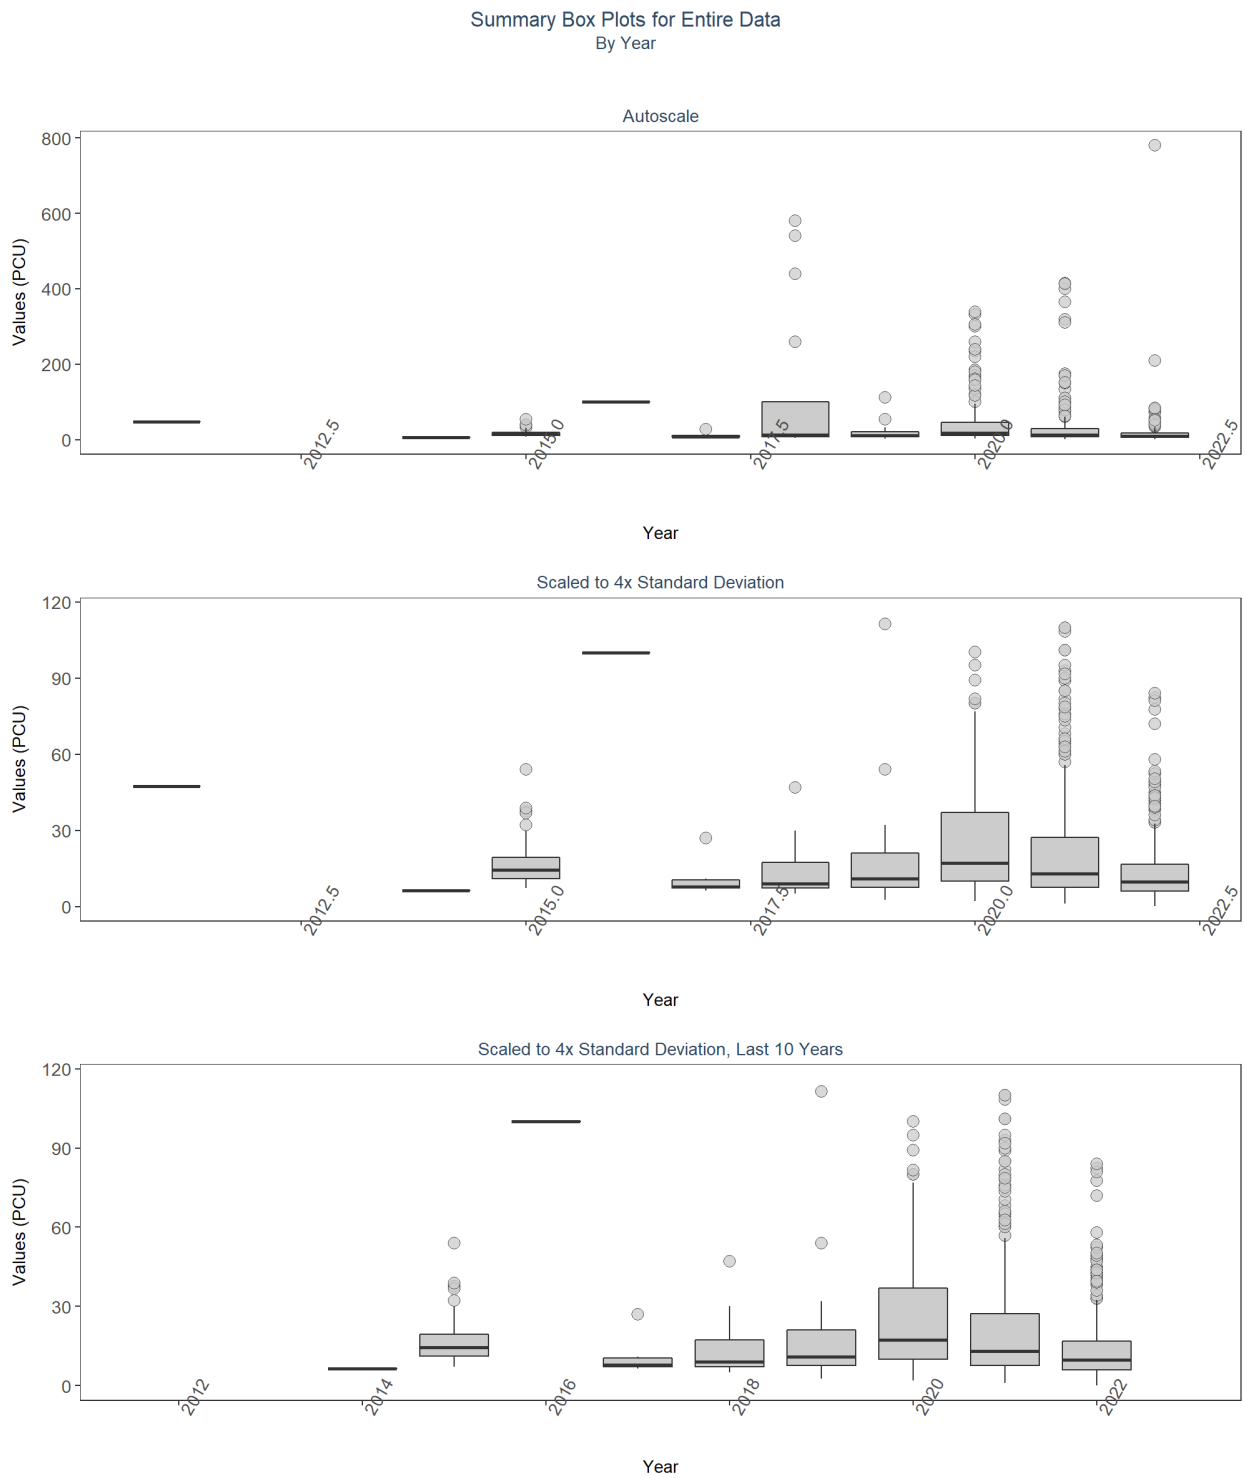 Summary Box Plots for Entire Data
By Year
Autoscale
Values (PCU)
800
600
400
200
0
2012.5
2015.0
2017.5
2020.0
2022.5
Year
Scaled to 4x Standard Deviation
Values (PCU)
120
90
60
30
0
2012.5
2015.0
2017.5
2020.0
2022.5
Year
Scaled to 4x Standard Deviation, Last 10 Years
Values (PCU)
120
90
60
30
0
2012
2014
2016
2018
2020
2022
Year